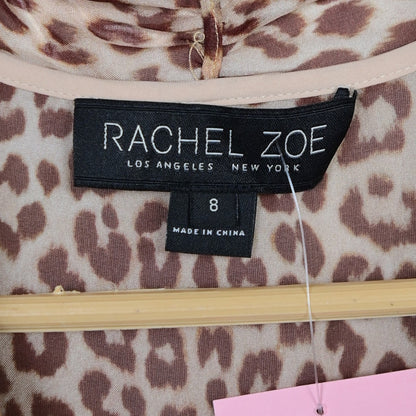 RACHEL ZOE
LOS ANGELES NEW YORK
8
MADE IN CHINA